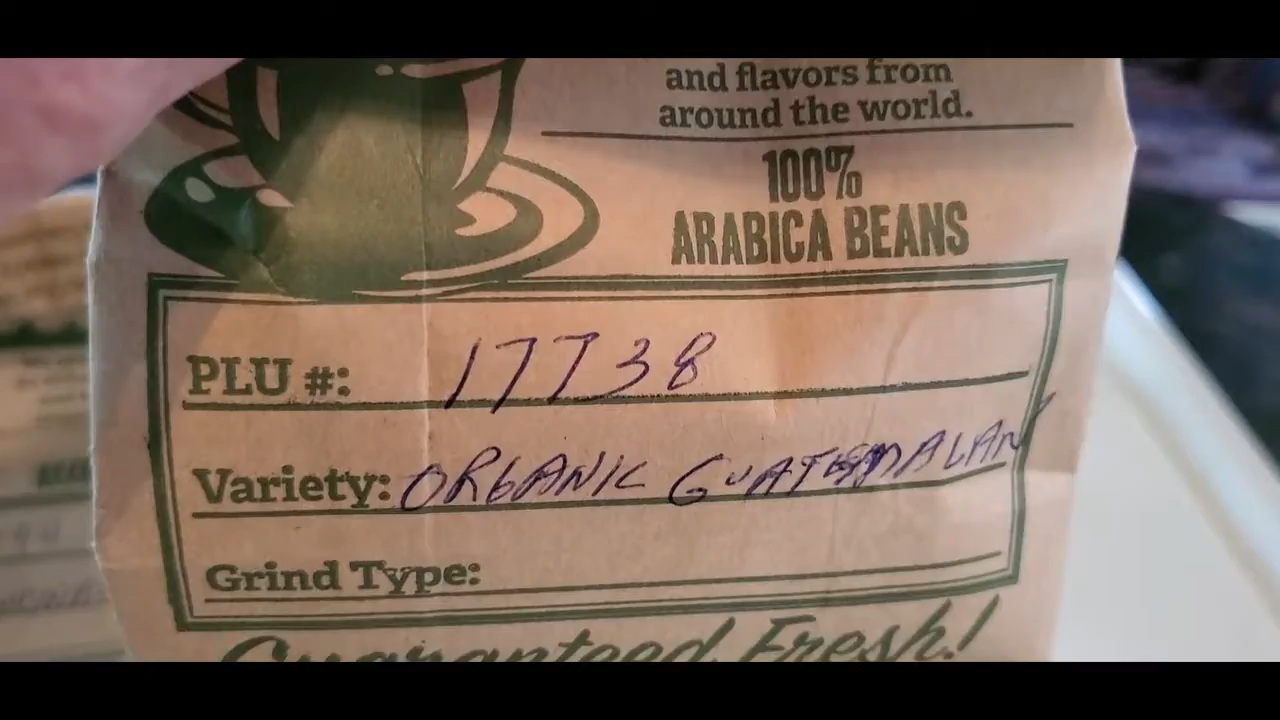 and flavors from
around the world.
100%
ARABICA BEANS
PLU #: 17738
Variety: ORGANIC GUATEMALAN
Grind Type:
Guaranteed Fresh!